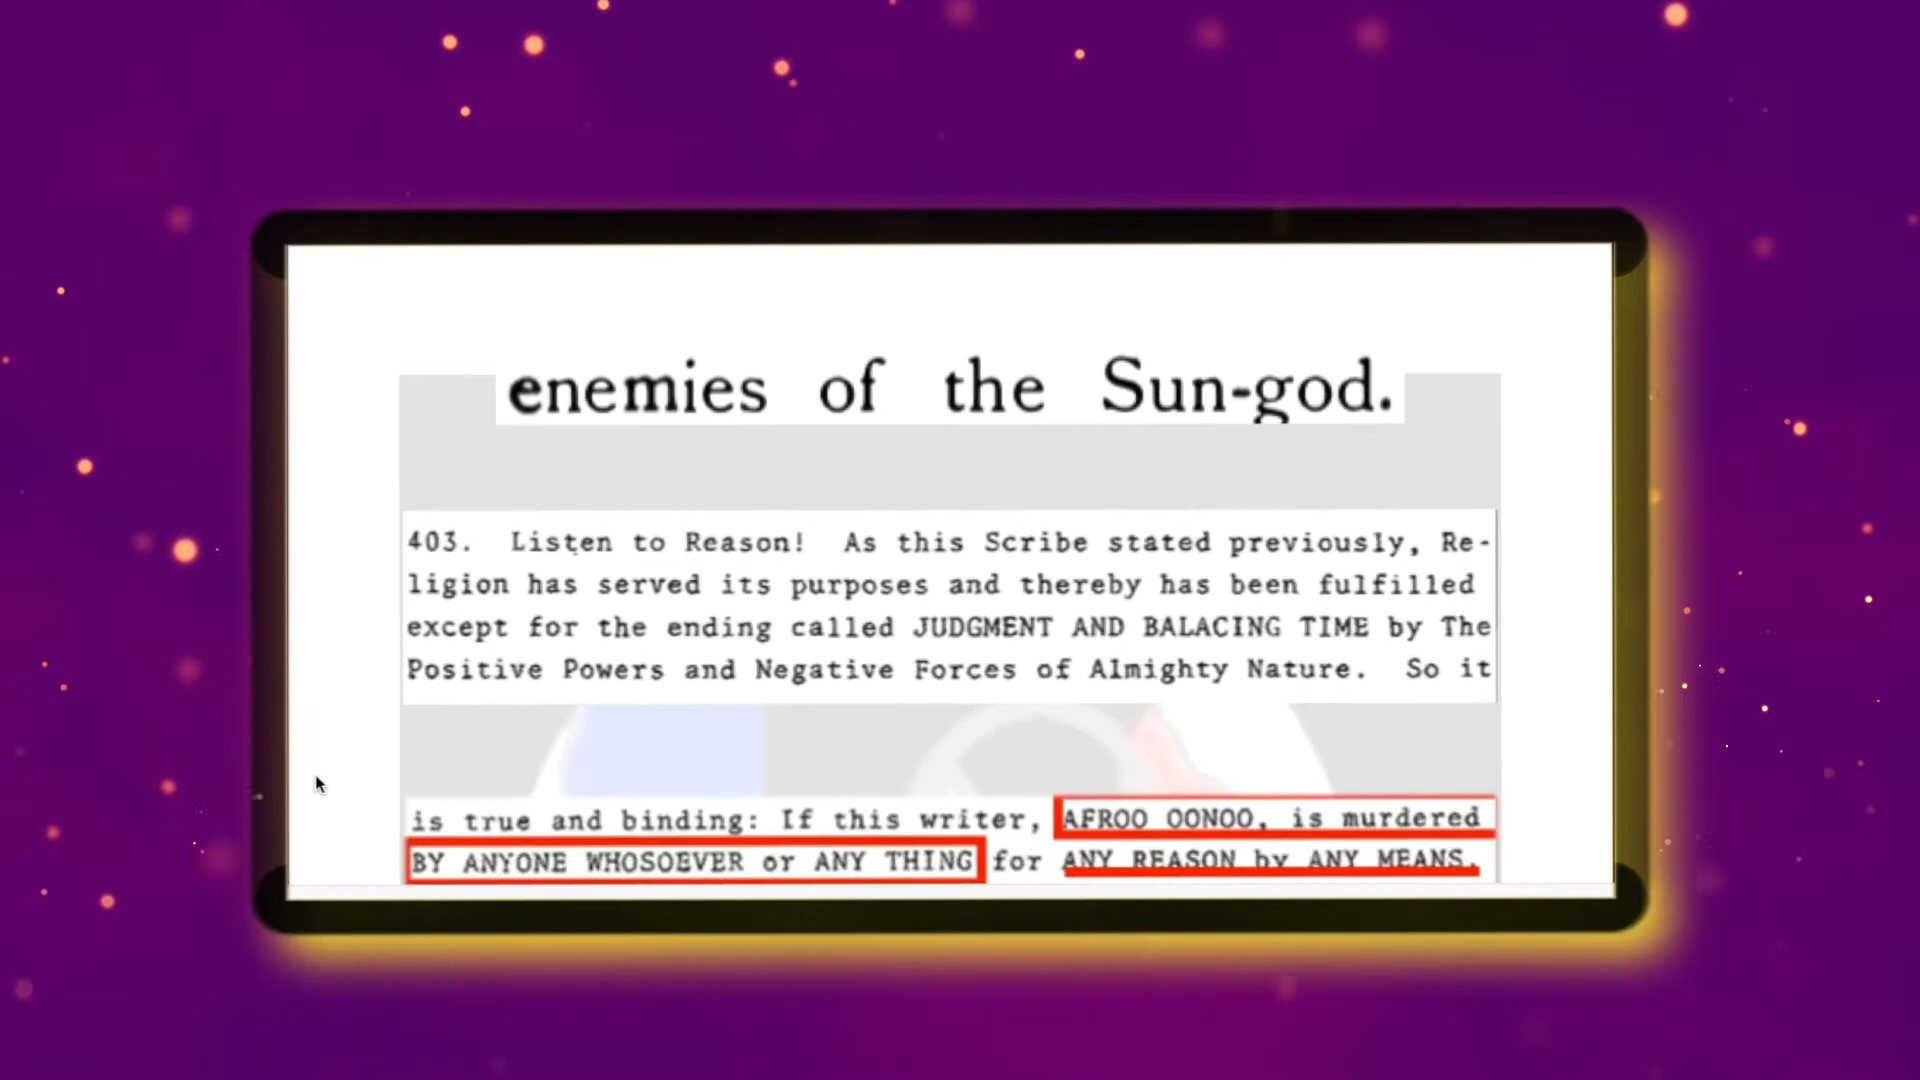 enemies of the Sun-god.
403. Listen to Reason! As this Scribe stated previously, Re-
ligion has served its purposes and thereby has been fulfilled
except for the ending called JUDGMENT AND BALACING TIME by The
Positive Powers and Negative Forces of Almighty Nature. So it
is true and binding: If this writer, AFROO OONOO, is murdered
BY ANYONE WHOSOEVER or ANY THING for ANY REASON by ANY MEANS.